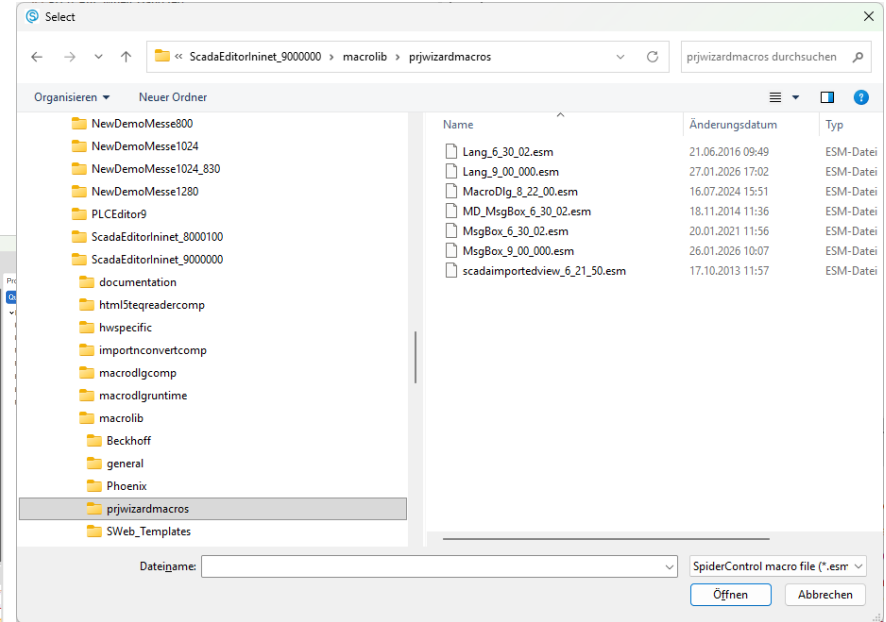 Select
« ScadaEditorIninet_9000000 › macrolib › prjwizardmacros
prjwizardmacros durchsuchen
Organisieren
Neuer Ordner
NewDemoMesse800
NewDemoMesse1024
NewDemoMesse1024_830
NewDemoMesse1280
PLCEditor9
ScadaEditorIninet_8000100
ScadaEditorIninet_9000000
documentation
html5teqreadercomp
hwspecific
importnconvertcomp
macrodlgcomp
macrodlgruntime
macrolib
Beckhoff
general
Phoenix
prjwizardmacros
SWeb_Templates
Name Änderungsdatum Typ
Lang_6_30_02.esm 21.06.2016 09:49 ESM-Datei
Lang_9_00_000.esm 27.01.2026 17:02 ESM-Datei
MacroDlg_8_22_00.esm 16.07.2024 15:51 ESM-Datei
MD_MsgBox_6_30_02.esm 18.11.2014 11:36 ESM-Datei
MsgBox_6_30_02.esm 20.01.2021 11:56 ESM-Datei
MsgBox_9_00_000.esm 26.01.2026 10:07 ESM-Datei
scadaimportedview_6_21_50.esm 17.10.2013 11:57 ESM-Datei
Dateiname:
SpiderControl macro file (*.esm
Öffnen
Abbrechen